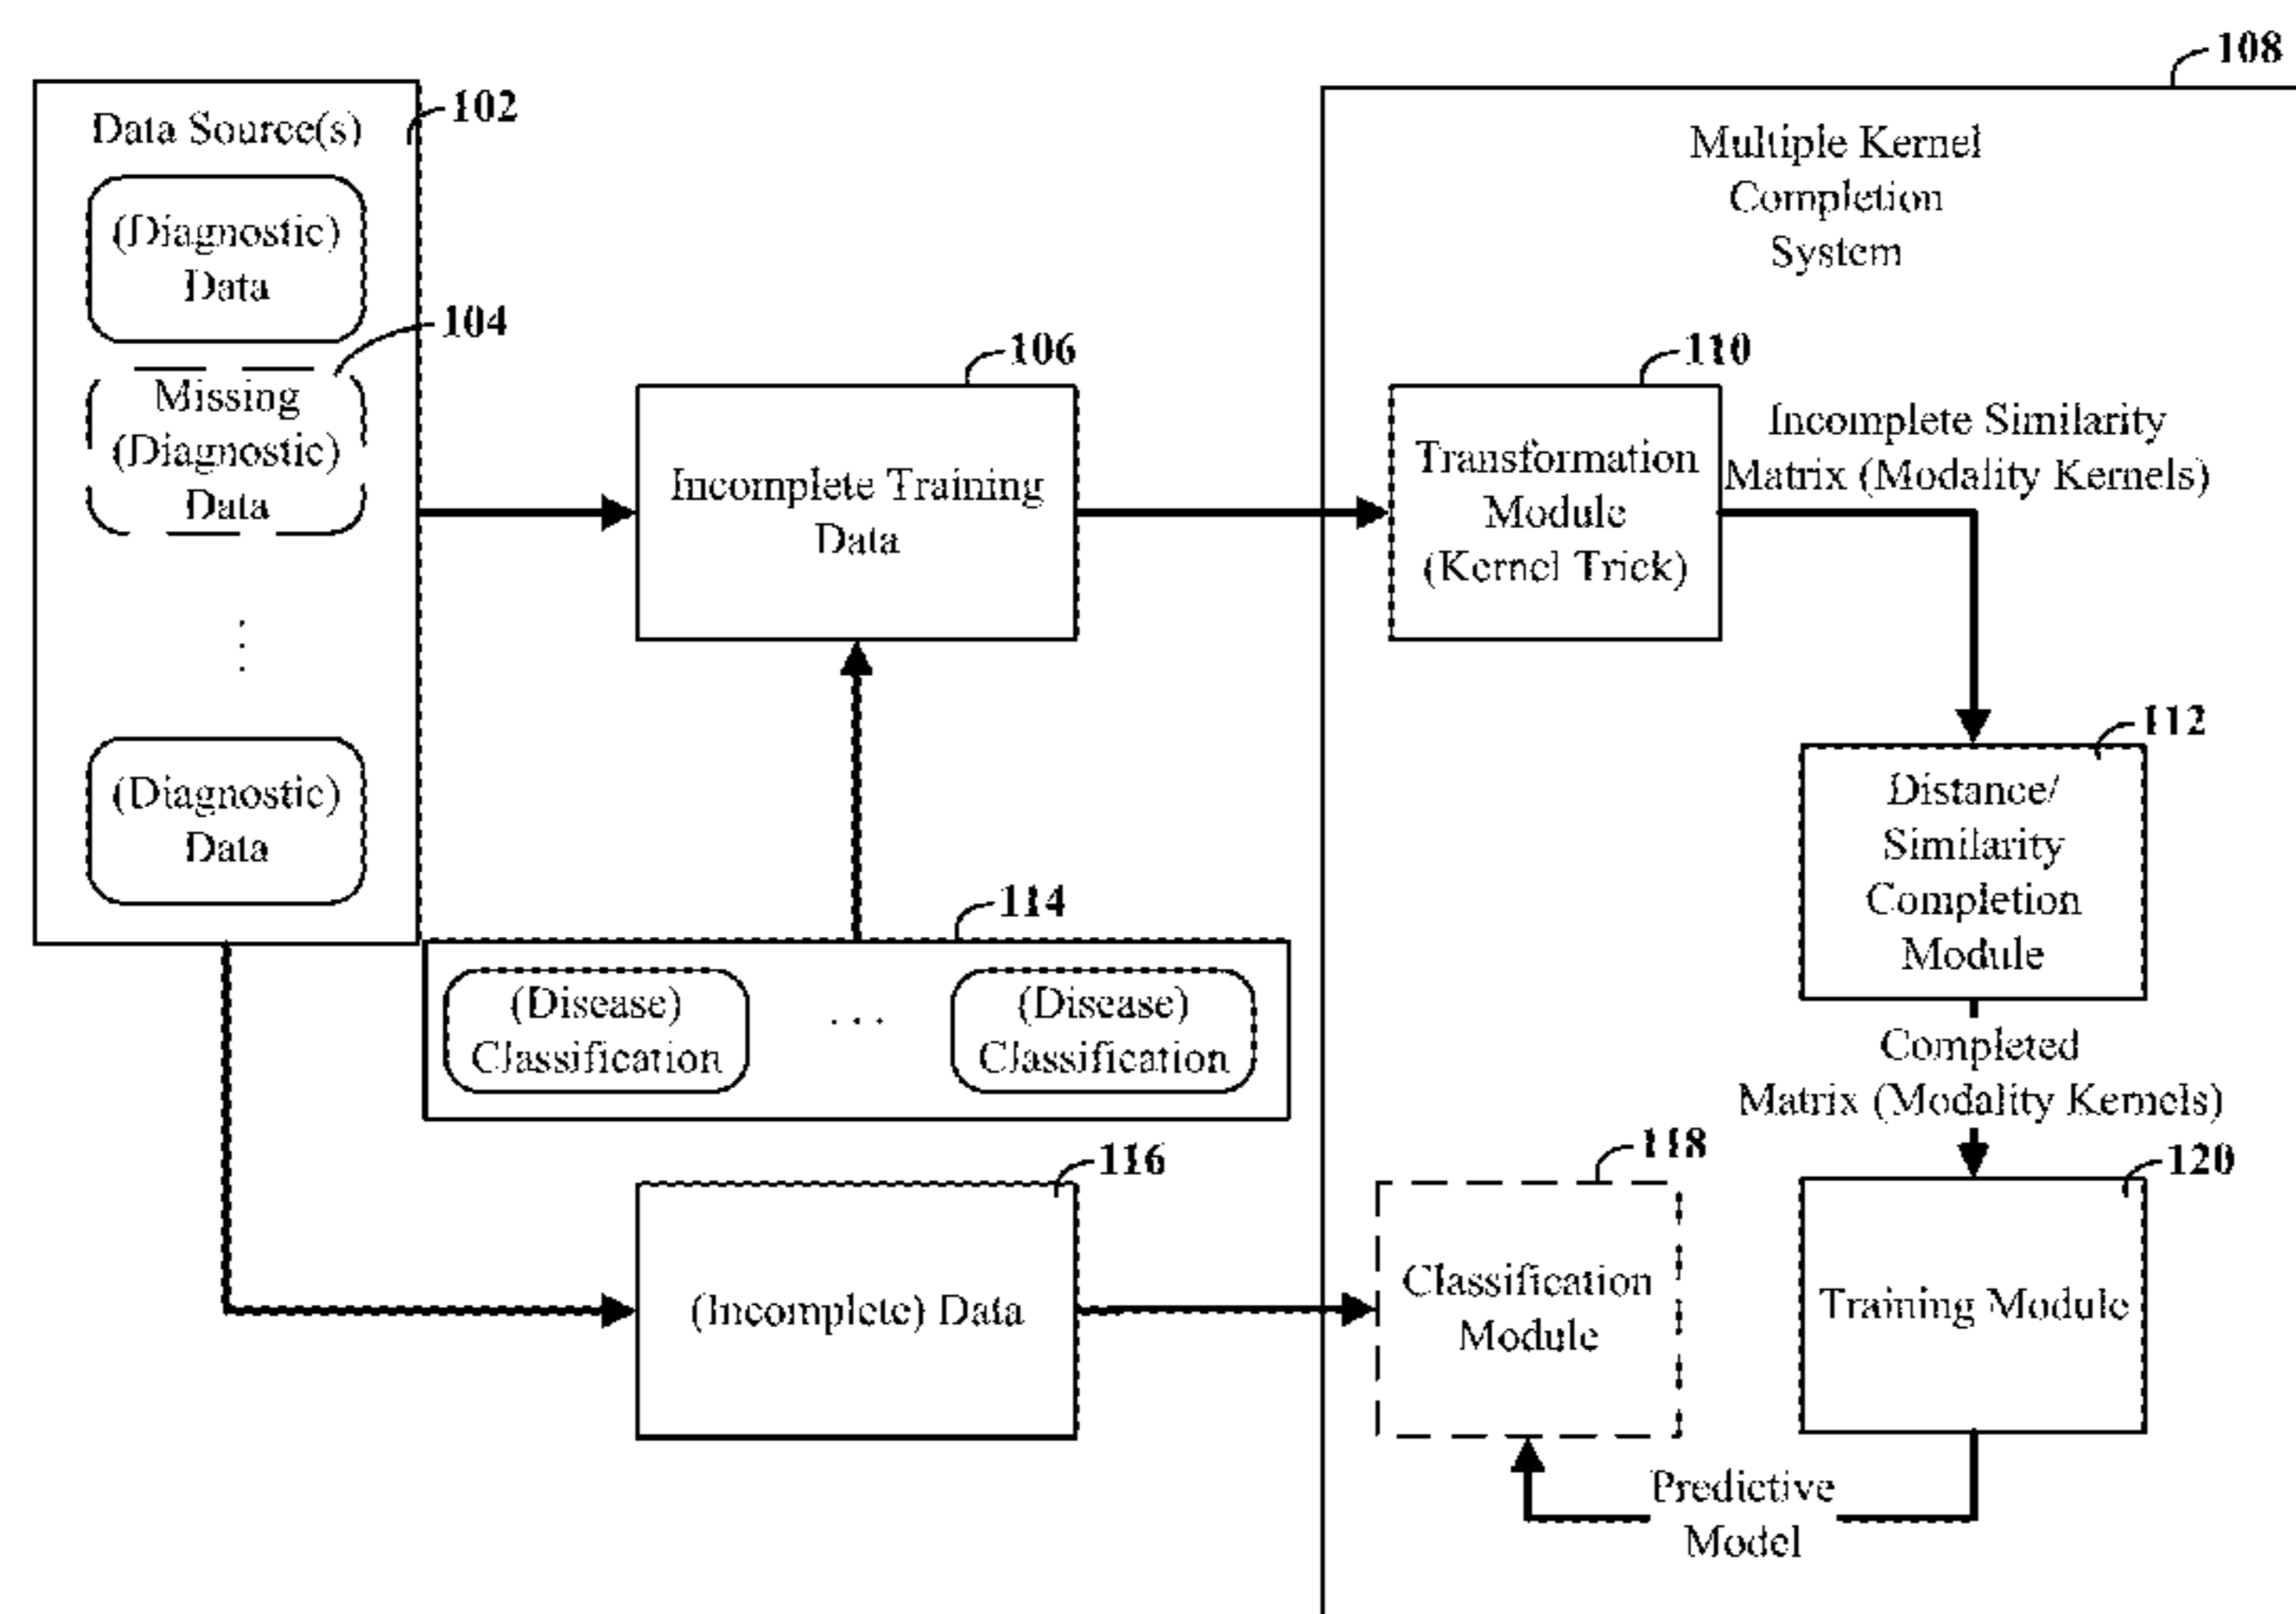 108
102
Data Source(s)
Multiple Kernel
Completion
System
(Diagnostic)
Data
104
Missing
(Diagnostic)
Data
106
110
Incomplete Training
Data
Transformation
Module
(Kernel Trick)
Incomplete Similarity
Matrix (Modality Kernels)
⋮
112
(Diagnostic)
Data
Distance/
Similarity
Completion
Module
114
(Disease)
Classification
. . .
(Disease)
Classification
Completed
Matrix (Modality Kernels)
116
118
120
(Incomplete) Data
Classification
Module
Training Module
Predictive
Model